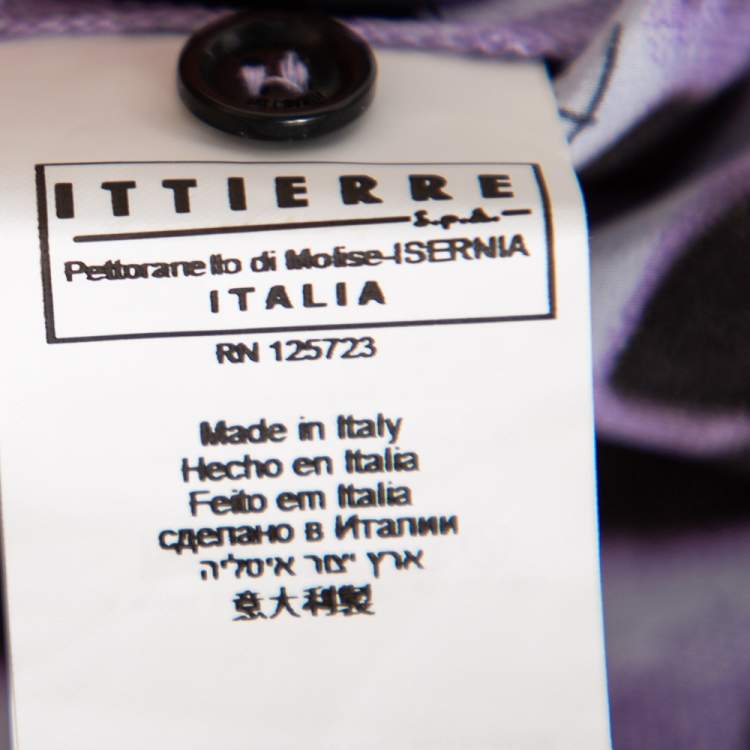 ITTIERRE
S.p.A.
Pettoranello di Molise-ISERNIA
ITALIA
RN 125723
Made in Italy
Hecho en Italia
Feito em Italia
сделано в Италии
ארץ ייצור איטליה
意大利製